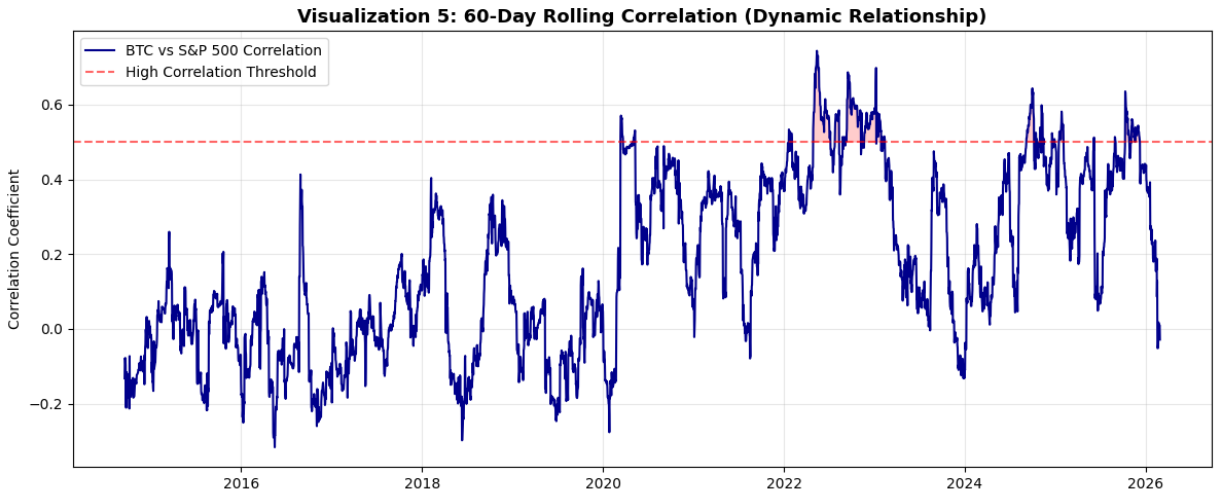 Visualization 5: 60-Day Rolling Correlation (Dynamic Relationship)
BTC vs S&P 500 Correlation
High Correlation Threshold
Correlation Coefficient
0.6
0.4
0.2
0.0
−0.2
2016
2018
2020
2022
2024
2026